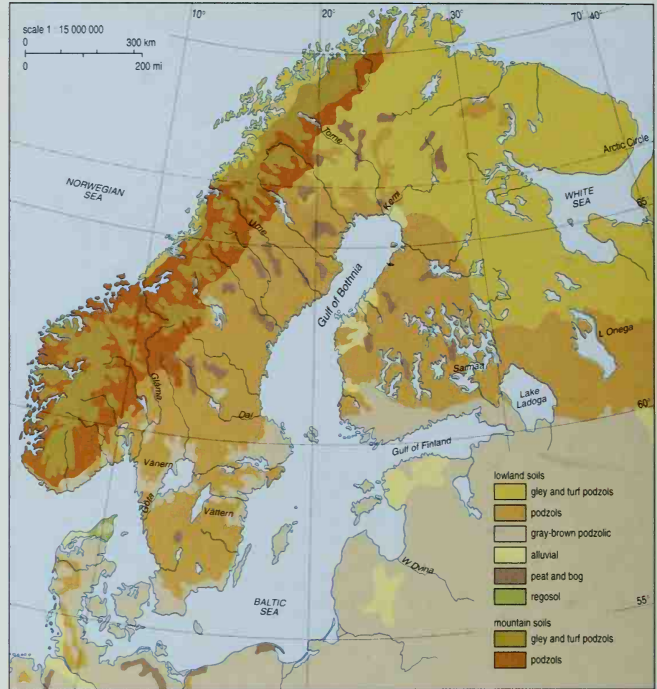 10°
20°
30°
70° 40°
scale 1 : 15 000 000
0 300 km
0 200 mi
Torne
Arctic Circle
NORWEGIAN
SEA
Kemi
WHITE
SEA
65
Ume
Gulf of Bothnia
L Onega
Saimaa
Glåma
Lake
Ladoga
Dal
60°
Gulf of Finland
Vänern
lowland soils
gley and turf podzols
Göta
Vättern
podzols
gray-brown podzolic
alluvial
W Dvina
peat and bog
regosol
BALTIC
SEA
55°
mountain soils
gley and turf podzols
podzols